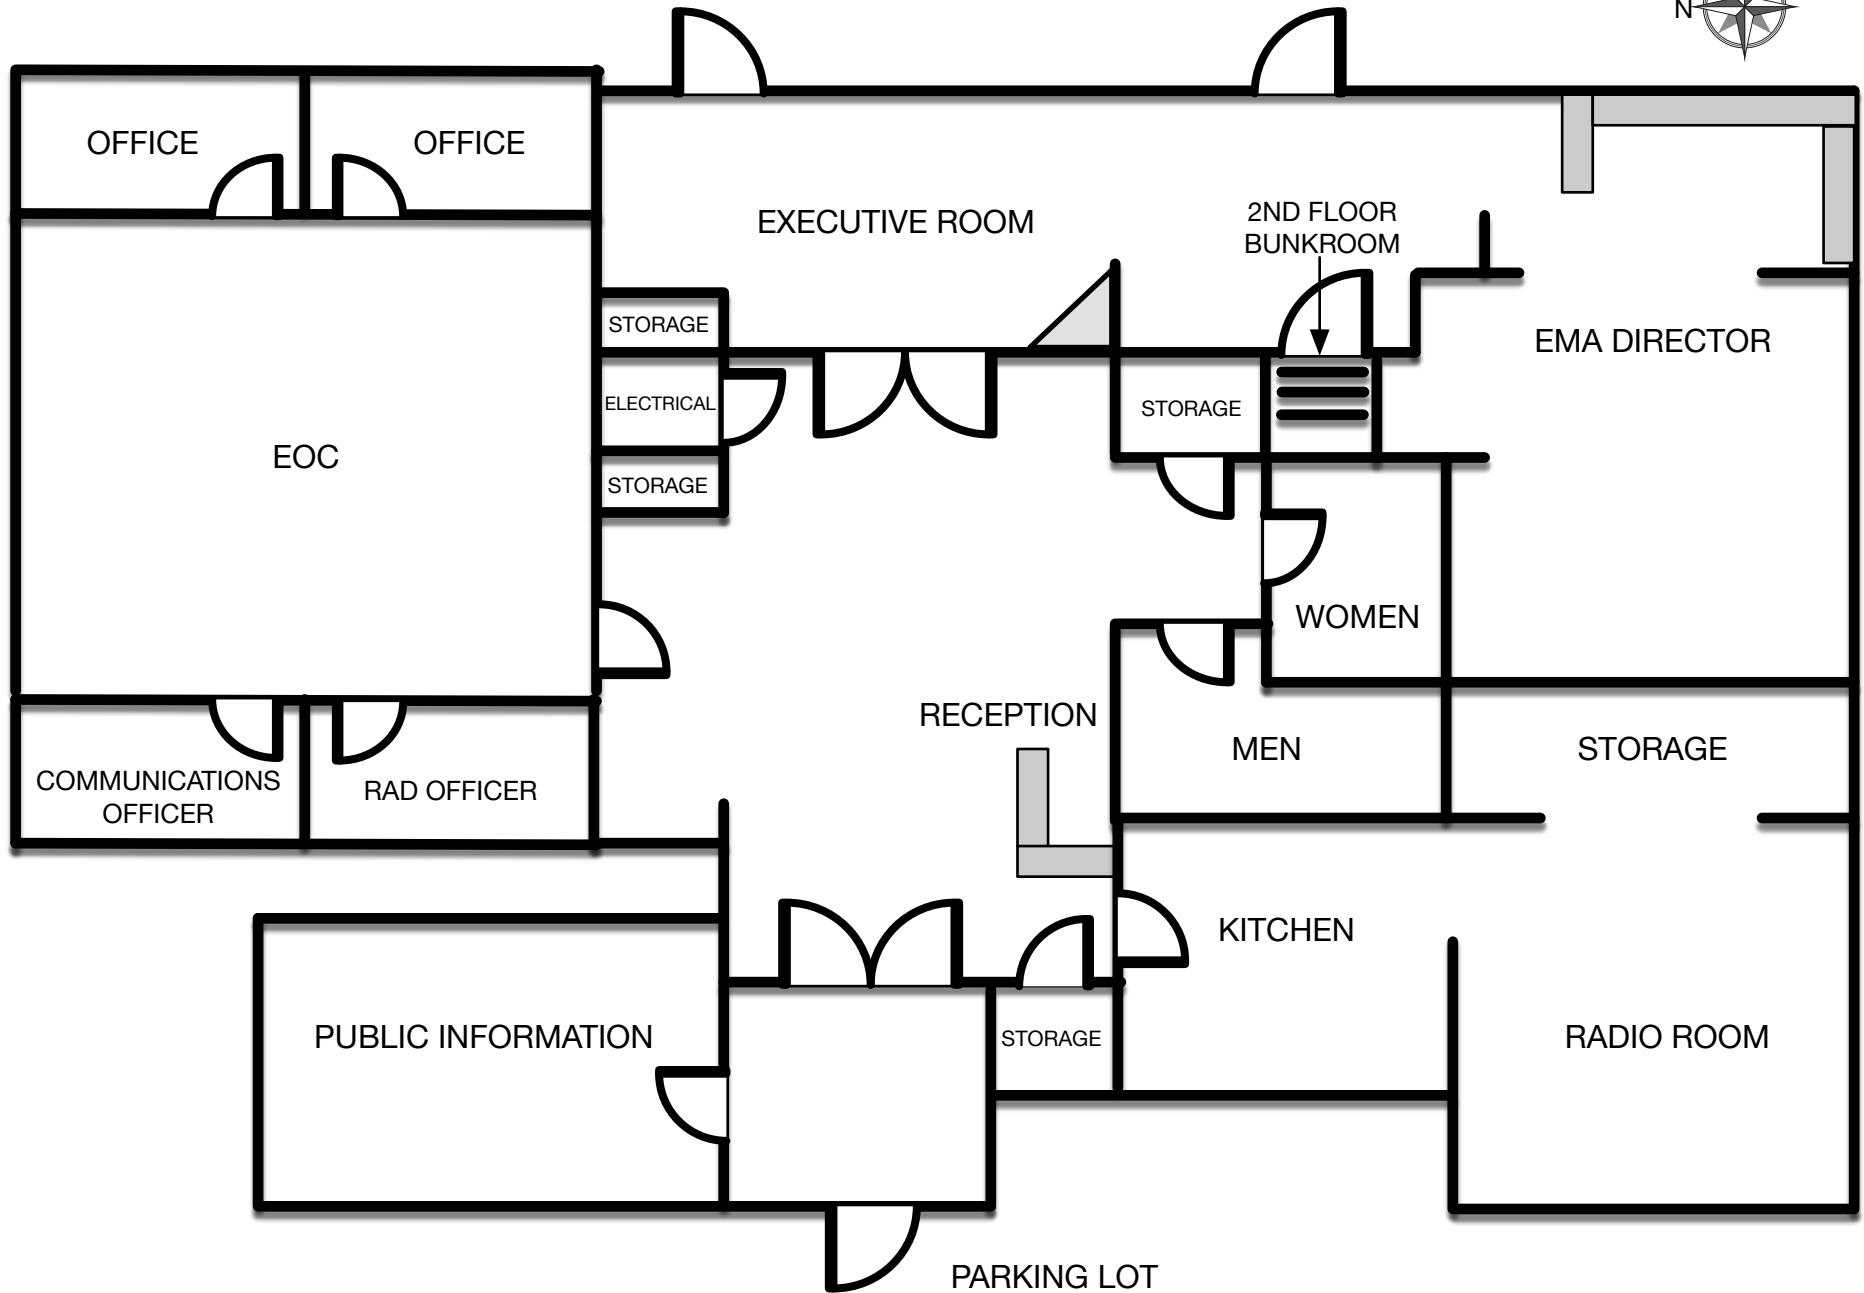 N
OFFICE
OFFICE
EXECUTIVE ROOM
2ND FLOOR
BUNKROOM
STORAGE
EMA DIRECTOR
ELECTRICAL
STORAGE
EOC
STORAGE
WOMEN
RECEPTION
MEN
STORAGE
COMMUNICATIONS
OFFICER
RAD OFFICER
KITCHEN
PUBLIC INFORMATION
STORAGE
RADIO ROOM
PARKING LOT